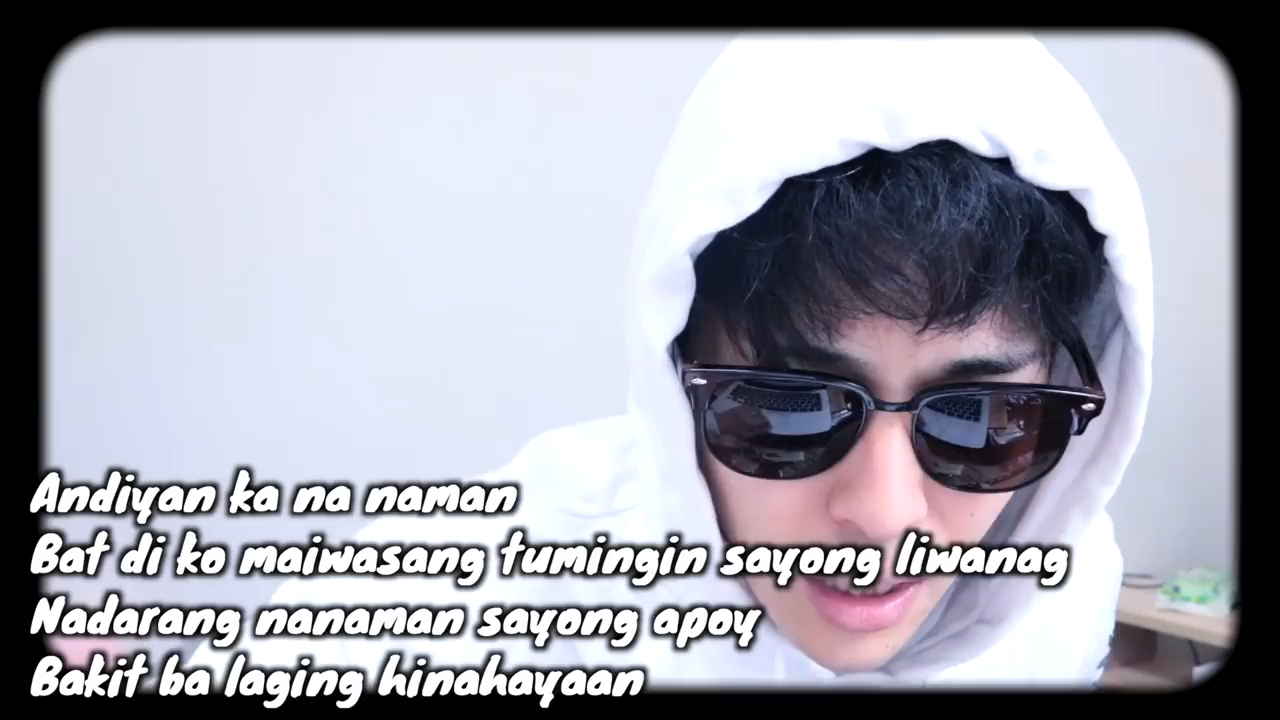 Andiyan ka na naman
Bat di ko maiwasang tumingin sayong liwanag
Nadarang nanaman sayong apoy
Bakit ba laging hinahayaan